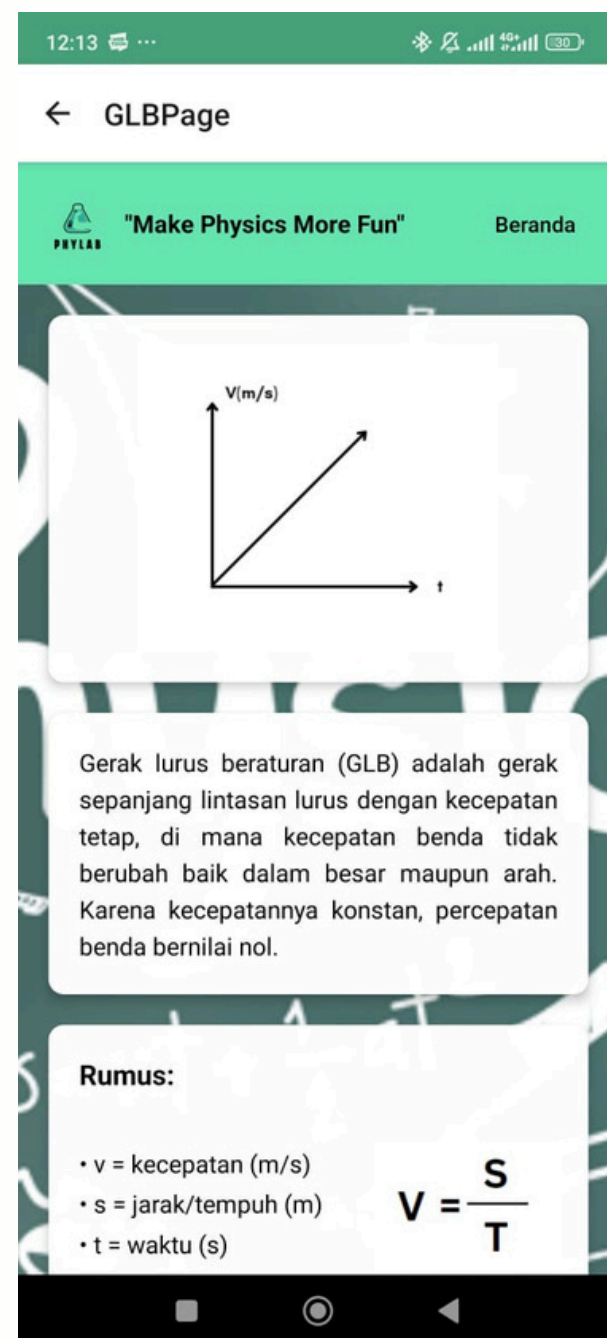 12:13
4G+
30
GLBPage
PHYLAB
"Make Physics More Fun"
Beranda
V(m/s)
t
Gerak lurus beraturan (GLB) adalah gerak
sepanjang lintasan lurus dengan kecepatan
tetap, di mana kecepatan benda tidak
berubah baik dalam besar maupun arah.
Karena kecepatannya konstan, percepatan
benda bernilai nol.
Rumus:
• v = kecepatan (m/s)
• s = jarak/tempuh (m)
• t = waktu (s)
V = S
T